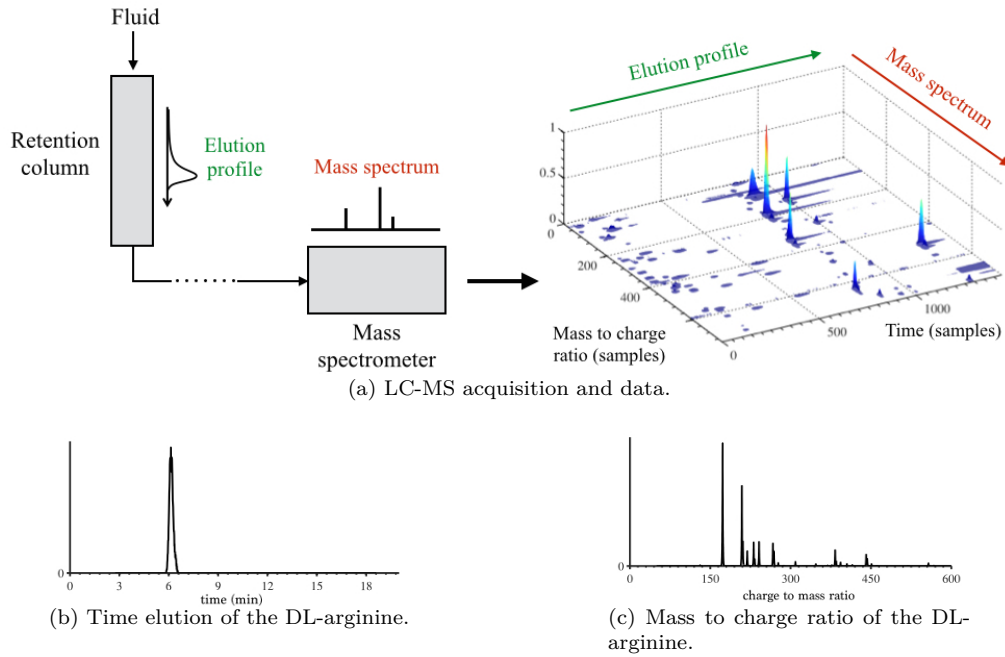 Fluid
Retention
column
Elution
profile
Mass spectrum
Mass
spectrometer
Elution profile
Mass spectrum
1
0.5
0
0
200
400
Mass to charge
ratio (samples)
0
500
1000
Time (samples)
(a) LC-MS acquisition and data.
0
0
3
6
9
12
15
18
time (min)
(b) Time elution of the DL-arginine.
0
0
150
300
450
600
charge to mass ratio
(c) Mass to charge ratio of the DL-
arginine.